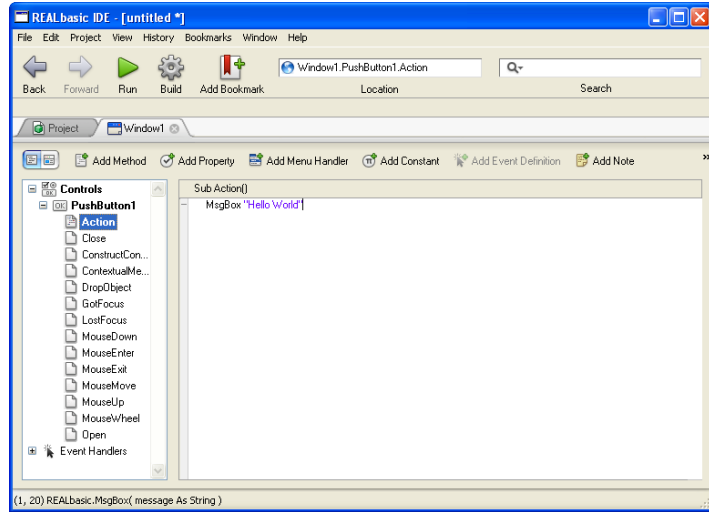 REALbasic IDE - [untitled *]
File Edit Project View History Bookmarks Window Help
Window1.PushButton1.Action
Back Forward Run Build Add Bookmark Location Search
Project Window1
Add Method Add Property Add Menu Handler Add Constant Add Event Definition Add Note »
Controls
Sub Action()
PushButton1
MsgBox "Hello World"
Action
Close
ConstructCon...
ContextualMe...
DropObject
GotFocus
LostFocus
MouseDown
MouseEnter
MouseExit
MouseMove
MouseUp
MouseWheel
Open
Event Handlers
(1, 20) REALbasic.MsgBox( message As String )